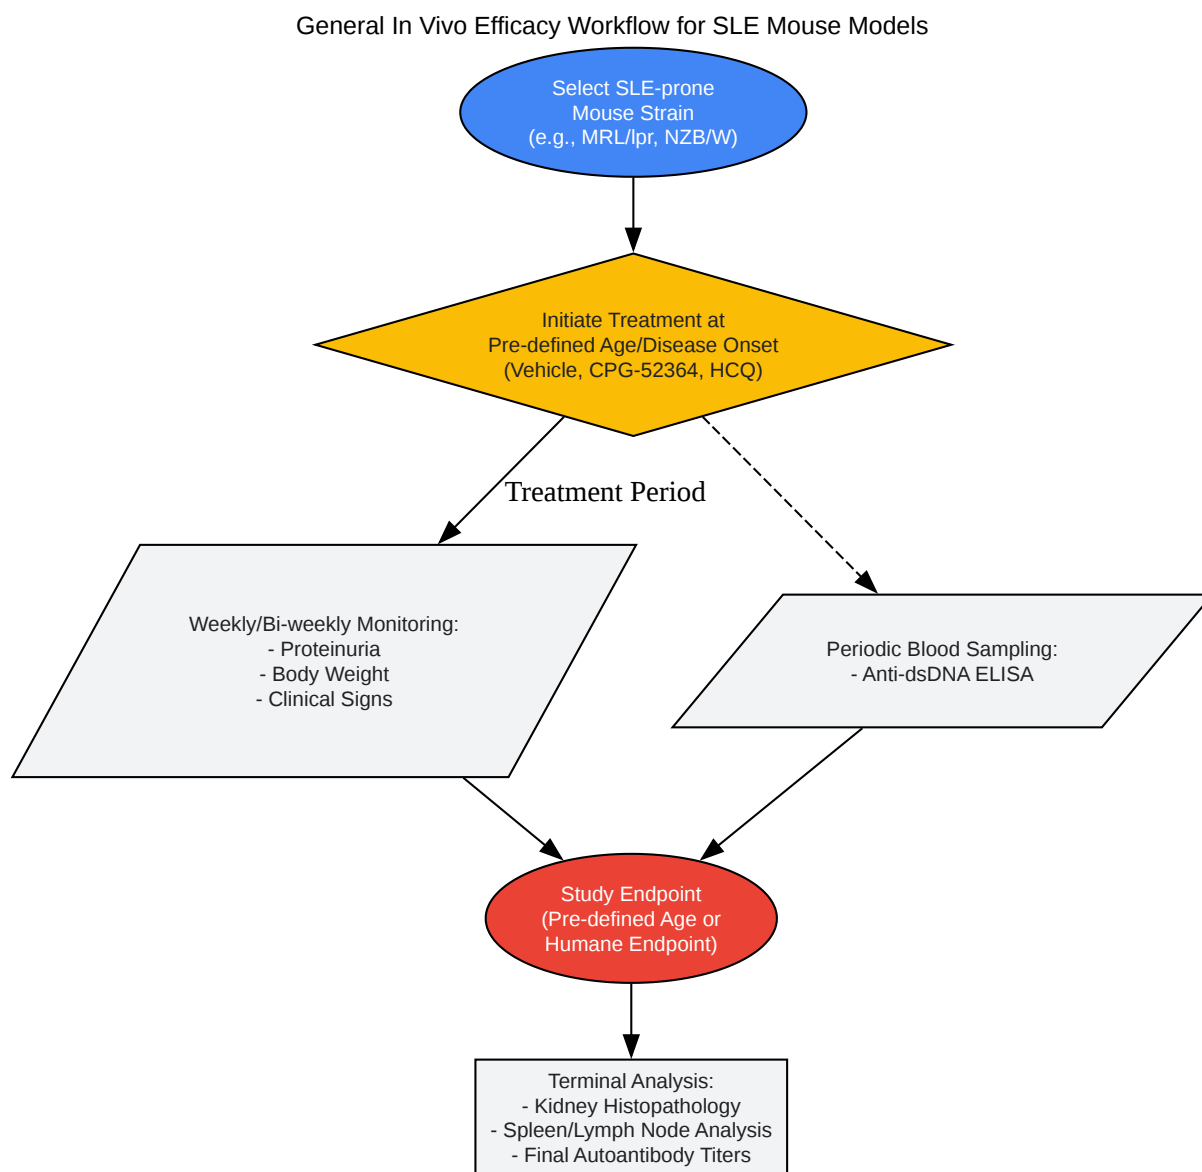 General In Vivo Efficacy Workflow for SLE Mouse Models
Select SLE-prone
Mouse Strain
(e.g., MRL/lpr, NZB/W)
Initiate Treatment at
Pre-defined Age/Disease Onset
(Vehicle, CPG-52364, HCQ)
Treatment Period
Weekly/Bi-weekly Monitoring:
- Proteinuria
- Body Weight
- Clinical Signs
Periodic Blood Sampling:
- Anti-dsDNA ELISA
Study Endpoint
(Pre-defined Age or
Humane Endpoint)
Terminal Analysis:
- Kidney Histopathology
- Spleen/Lymph Node Analysis
- Final Autoantibody Titers